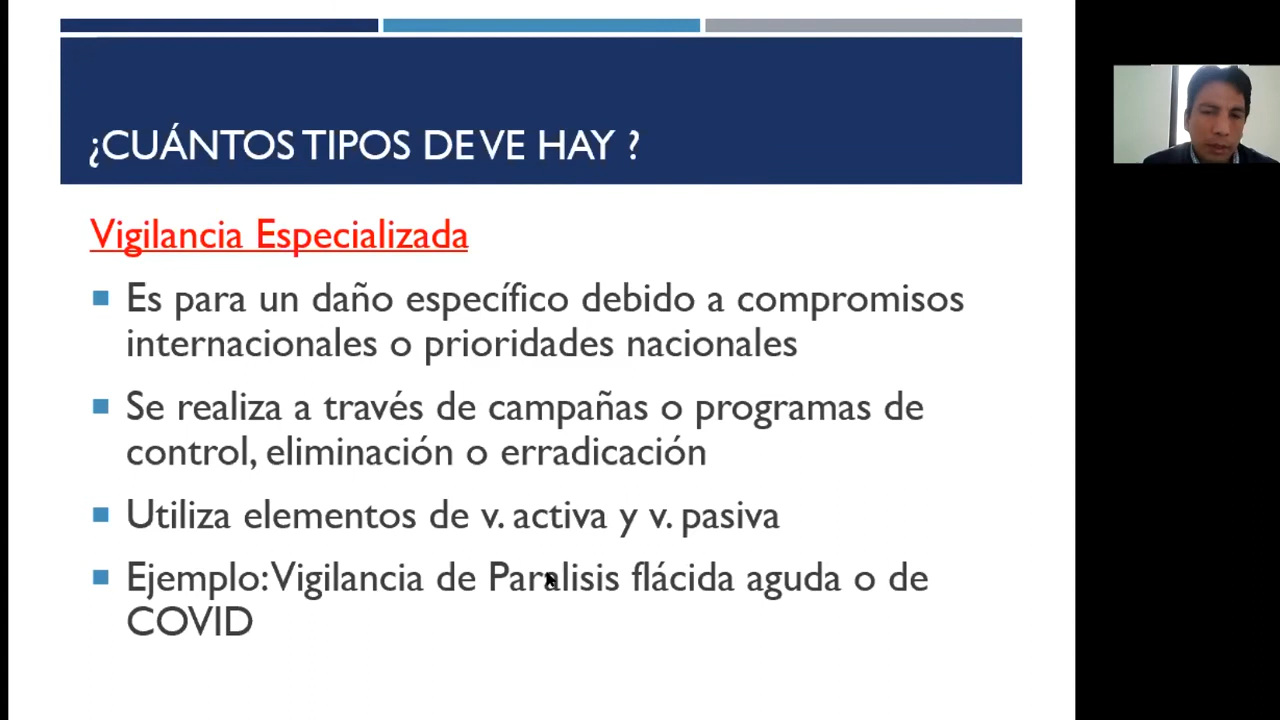 ¿CUÁNTOS TIPOS DE VE HAY ?
Vigilancia Especializada
Es para un daño específico debido a compromisos
internacionales o prioridades nacionales
Se realiza a través de campañas o programas de
control, eliminación o erradicación
Utiliza elementos de v. activa y v. pasiva
Ejemplo: Vigilancia de Paralisis flácida aguda o de
COVID